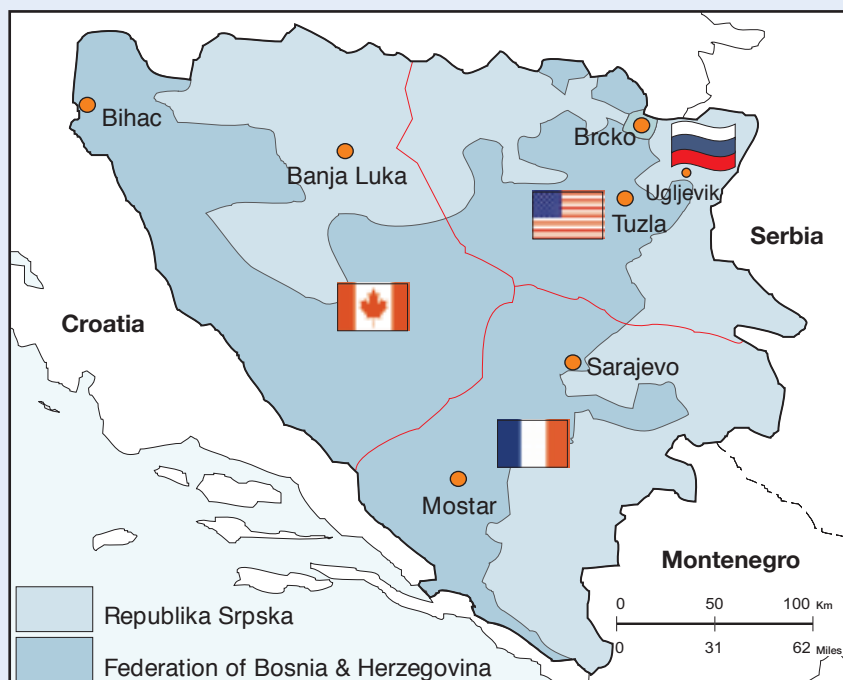 Bihac
Banja Luka
Brcko
Ugljevik
Tuzla
Serbia
Croatia
Sarajevo
Mostar
Montenegro
0 50 100 Km
0 31 62 Miles
Republika Srpska
Federation of Bosnia & Herzegovina